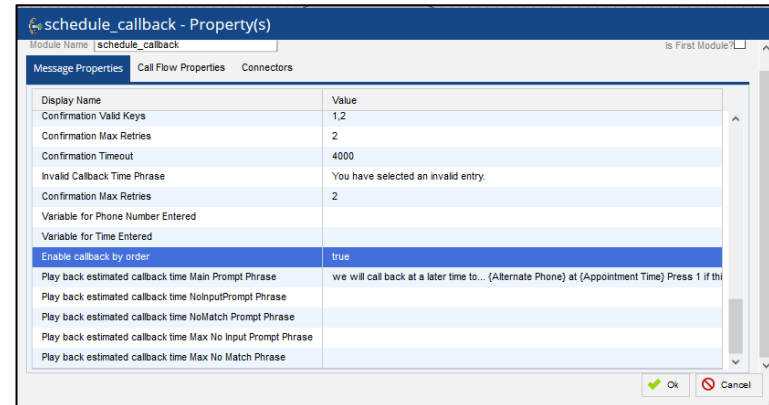 schedule_callback - Property(s)
Module Name schedule_callback Is First Module?
Message Properties Call Flow Properties Connectors
Display Name Value
Confirmation Valid Keys 1,2
Confirmation Max Retries 2
Confirmation Timeout 4000
Invalid Callback Time Phrase You have selected an invalid entry.
Confirmation Max Retries 2
Variable for Phone Number Entered
Variable for Time Entered
Enable callback by order true
Play back estimated callback time Main Prompt Phrase we will call back at a later time to... {Alternate Phone} at {Appointment Time} Press 1 if thi
Play back estimated callback time NoInputPrompt Phrase
Play back estimated callback time NoMatch Prompt Phrase
Play back estimated callback time Max No Input Prompt Phrase
Play back estimated callback time Max No Match Phrase
Ok Cancel